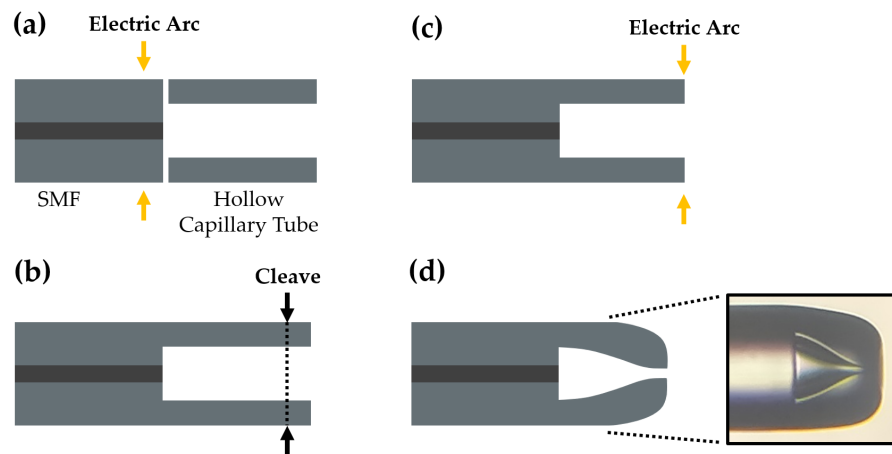 (a)
Electric Arc
SMF
Hollow
Capillary Tube
(b)
Cleave
(c)
Electric Arc
(d)